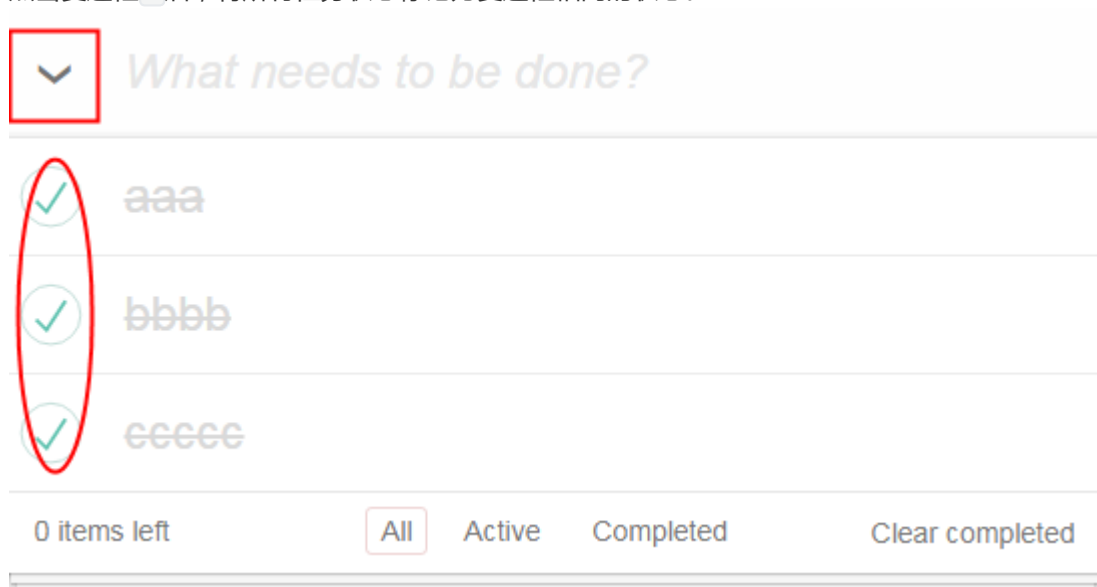 What needs to be done?
aaa
bbbb
ccccc
0 items left All Active Completed Clear completed